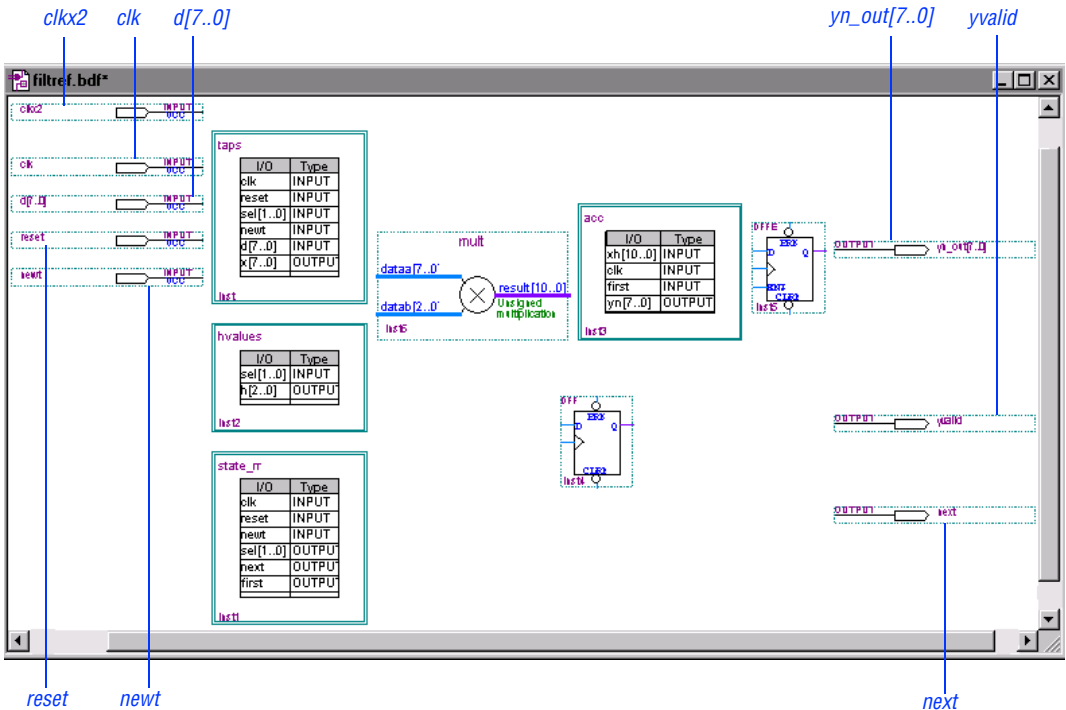 clkx2 clk d[7..0] yn_out[7..0] yvalid
filtref.bdf*
clkx2 INPUT VCC
clk INPUT VCC
d[7..0] INPUT VCC
reset INPUT VCC
newt INPUT VCC
taps
I/O Type
clk INPUT
reset INPUT
sel[1..0] INPUT
newt INPUT
d[7..0] INPUT
x[7..0] OUTPUT
inst
hvalues
I/O Type
sel[1..0] INPUT
h[2..0] OUTPUT
inst2
state_m
I/O Type
clk INPUT
reset INPUT
newt INPUT
sel[1..0] OUTPUT
next OUTPUT
first OUTPUT
inst1
mult
dataa[7..0]
datab[2..0]
result[10..0]
Unsigned
multiplication
inst6
acc
I/O Type
xh[10..0] INPUT
clk INPUT
first INPUT
yn[7..0] OUTPUT
inst3
DFFE
PRN
D Q
ENA
CLRN
inst5
DFF
PRN
D Q
CLRN
inst4
OUTPUT yn_out[7..0]
OUTPUT yvalid
OUTPUT next
reset newt next